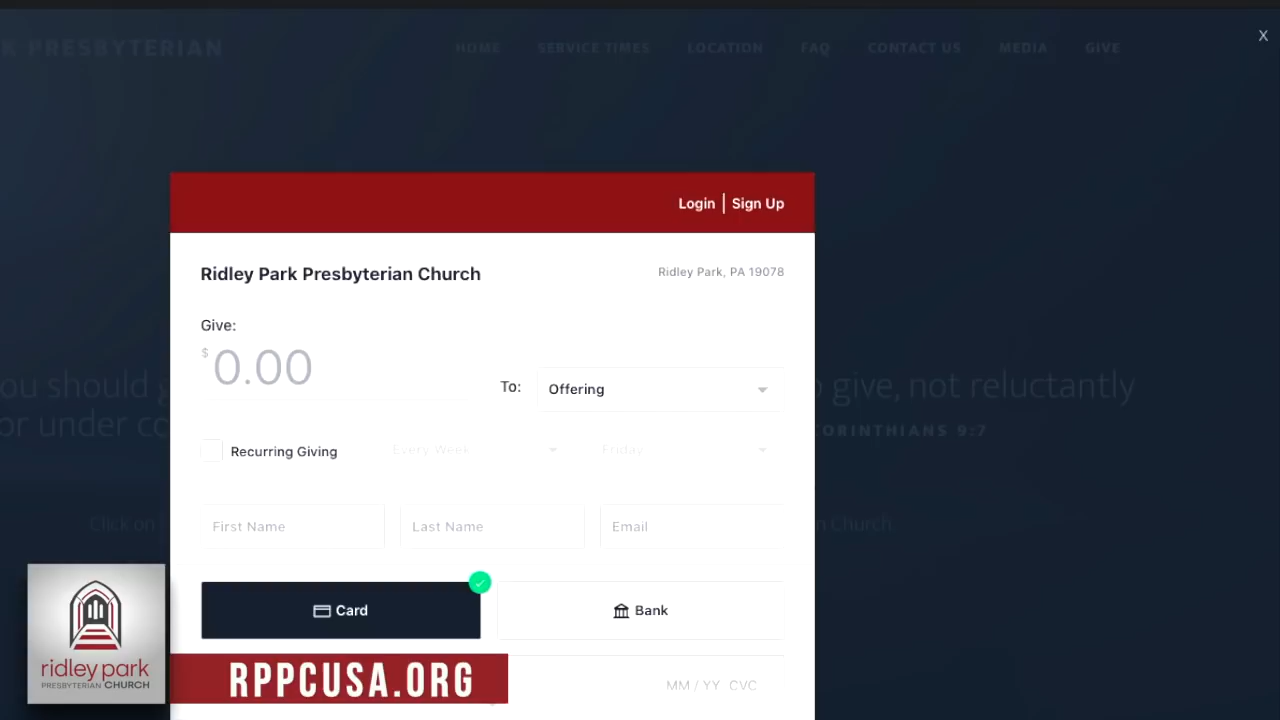 K PRESBYTERIAN
HOME SERVICE TIMES LOCATION FAQ CONTACT US MEDIA GIVE
X
Login | Sign Up
Ridley Park Presbyterian Church
Ridley Park, PA 19078
Give:
$ 0.00
To: Offering
ou should g
o give, not reluctantly
or under co
CORINTHIANS 9:7
Recurring Giving Every Week Friday
First Name Last Name Email
Click on
n Church
Card Bank
ridley park
PRESBYTERIAN CHURCH
RPPCUSA.ORG
MM / YY CVC